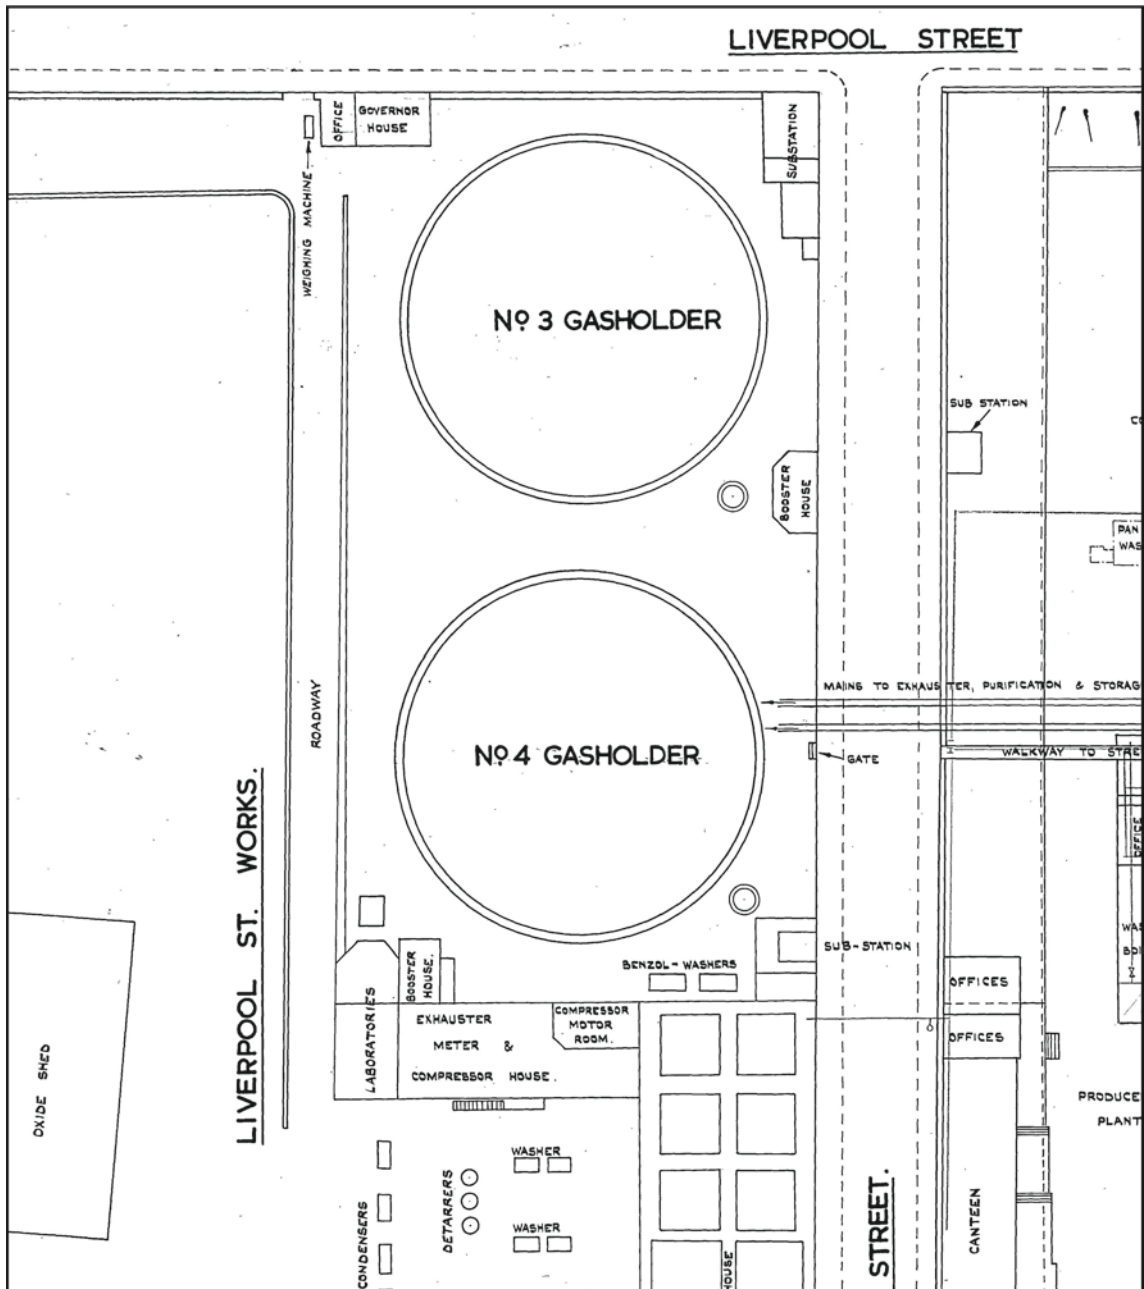 LIVERPOOL STREET
OFFICE
GOVERNOR
HOUSE
SUBSTATION
WEIGHING MACHINE
Nº 3 GASHOLDER
SUB STATION
BOOSTER
HOUSE
PAN
WAS
ROADWAY
MAINS TO EXHAUSTER, PURIFICATION & STORAG
Nº 4 GASHOLDER
GATE
WALKWAY TO STRE
OFFICE
LIVERPOOL ST. WORKS.
SUB-STATION
BENZOL-WASHERS
BOOSTER
HOUSE.
LABORATORIES
EXHAUSTER
METER &
COMPRESSOR HOUSE.
COMPRESSOR
MOTOR
ROOM.
OFFICES
OFFICES
OXIDE SHED
PRODUCE
PLANT
WASHER
DETARRERS
WASHER
CONDENSERS
HOUSE
STREET.
CANTEEN